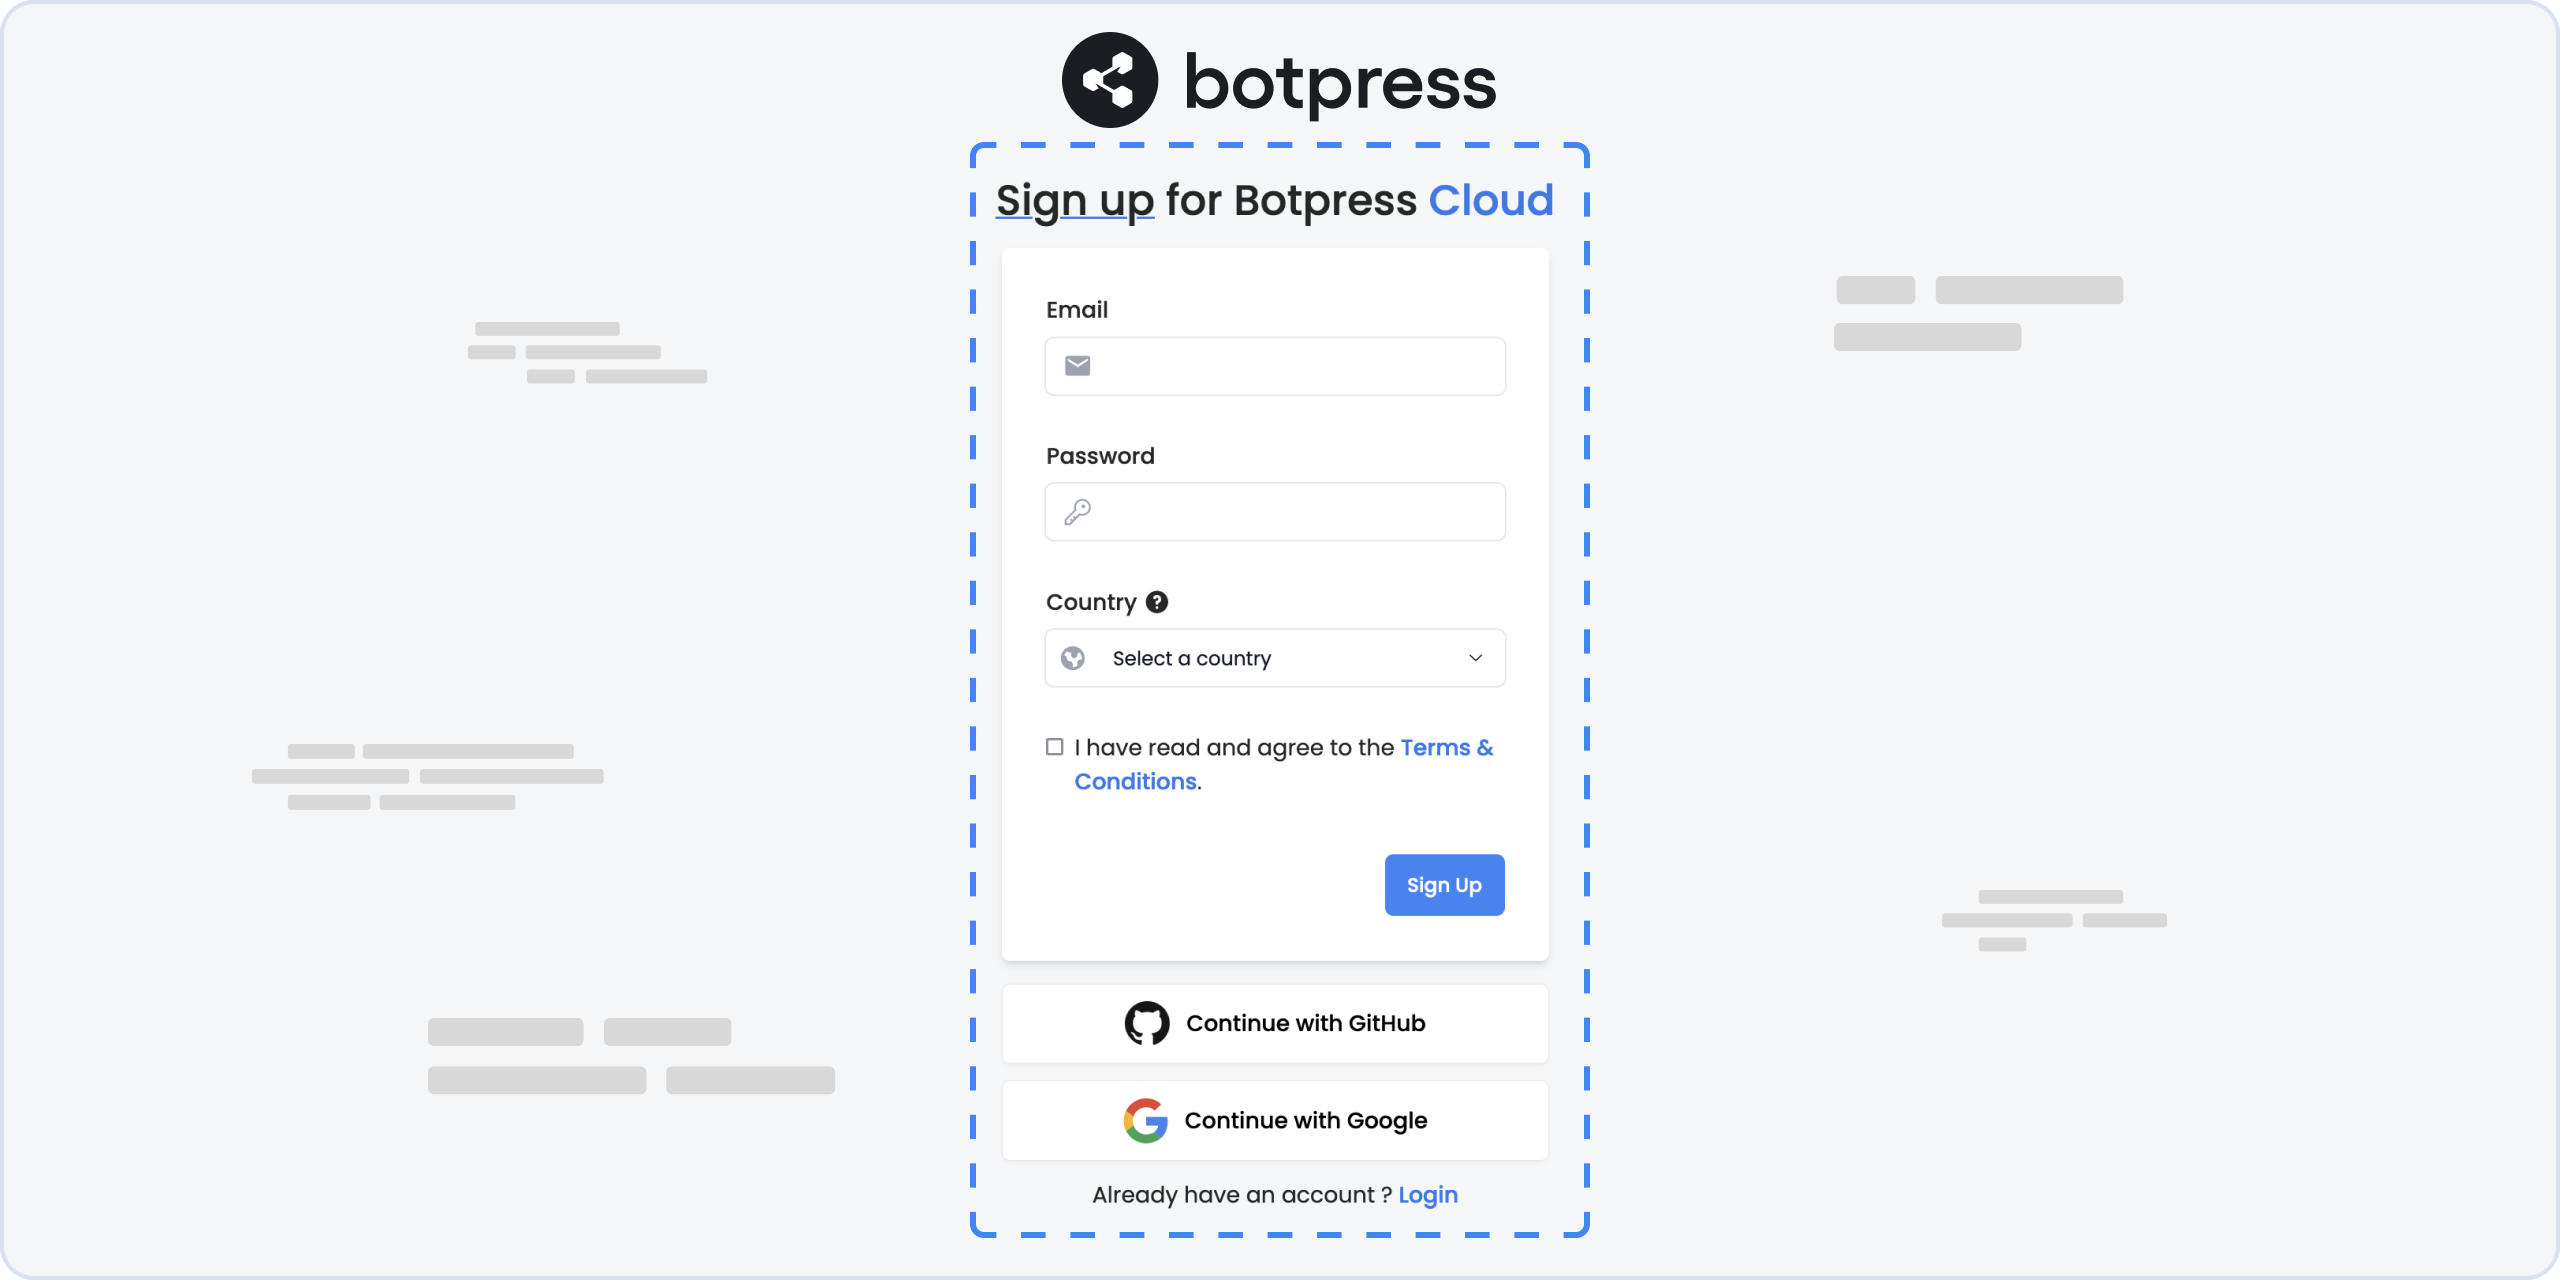 botpress
Sign up for Botpress Cloud
Email
Password
Country ?
Select a country
I have read and agree to the Terms &
Conditions.
Sign Up
Continue with GitHub
Continue with Google
Already have an account ? Login